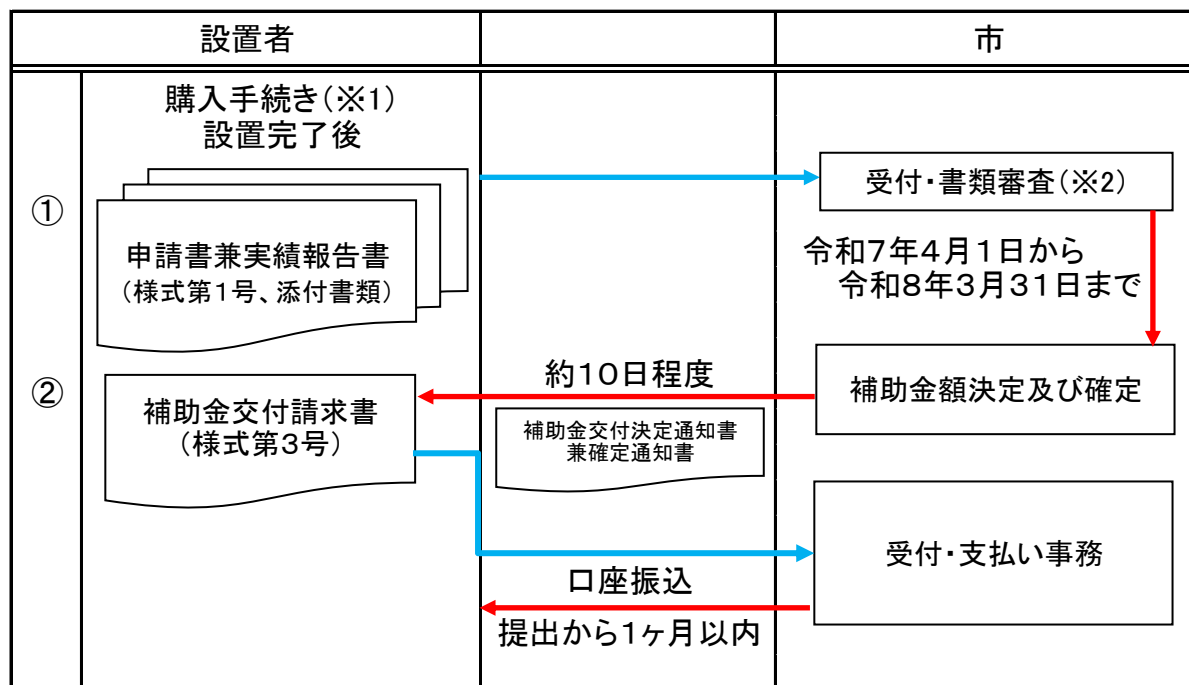 設置者
市
購入手続き（※1）
設置完了後
①
申請書兼実績報告書
（様式第1号、添付書類）
受付・書類審査（※2）
令和7年4月1日から
令和8年3月31日まで
②
補助金交付請求書
（様式第3号）
約10日程度
補助金交付決定通知書
兼確定通知書
補助金額決定及び確定
受付・支払い事務
口座振込
提出から1ヶ月以内